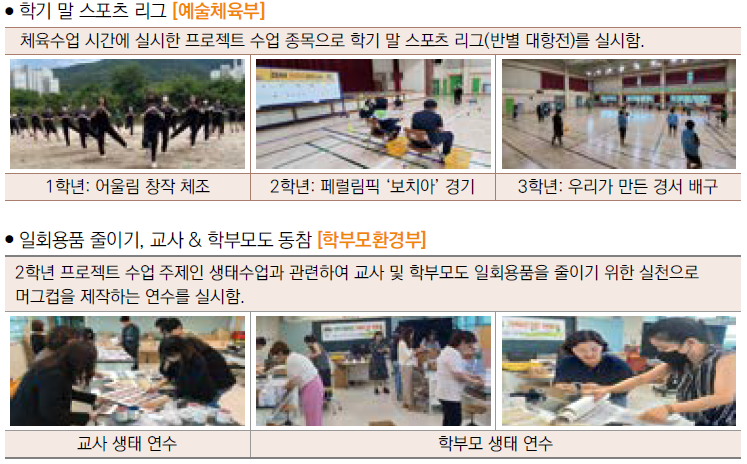 • 학기 말 스포츠 리그 [예술체육부]
체육수업 시간에 실시한 프로젝트 수업 종목으로 학기 말 스포츠 리그(반별 대항전)를 실시함.
1학년: 어울림 창작 체조
2학년: 페럴림픽 ‘보치아’ 경기
3학년: 우리가 만든 경서 배구
• 일회용품 줄이기, 교사 & 학부모도 동참 [학부모환경부]
2학년 프로젝트 수업 주제인 생태수업과 관련하여 교사 및 학부모도 일회용품을 줄이기 위한 실천으로
머그컵을 제작하는 연수를 실시함.
교사 생태 연수
학부모 생태 연수